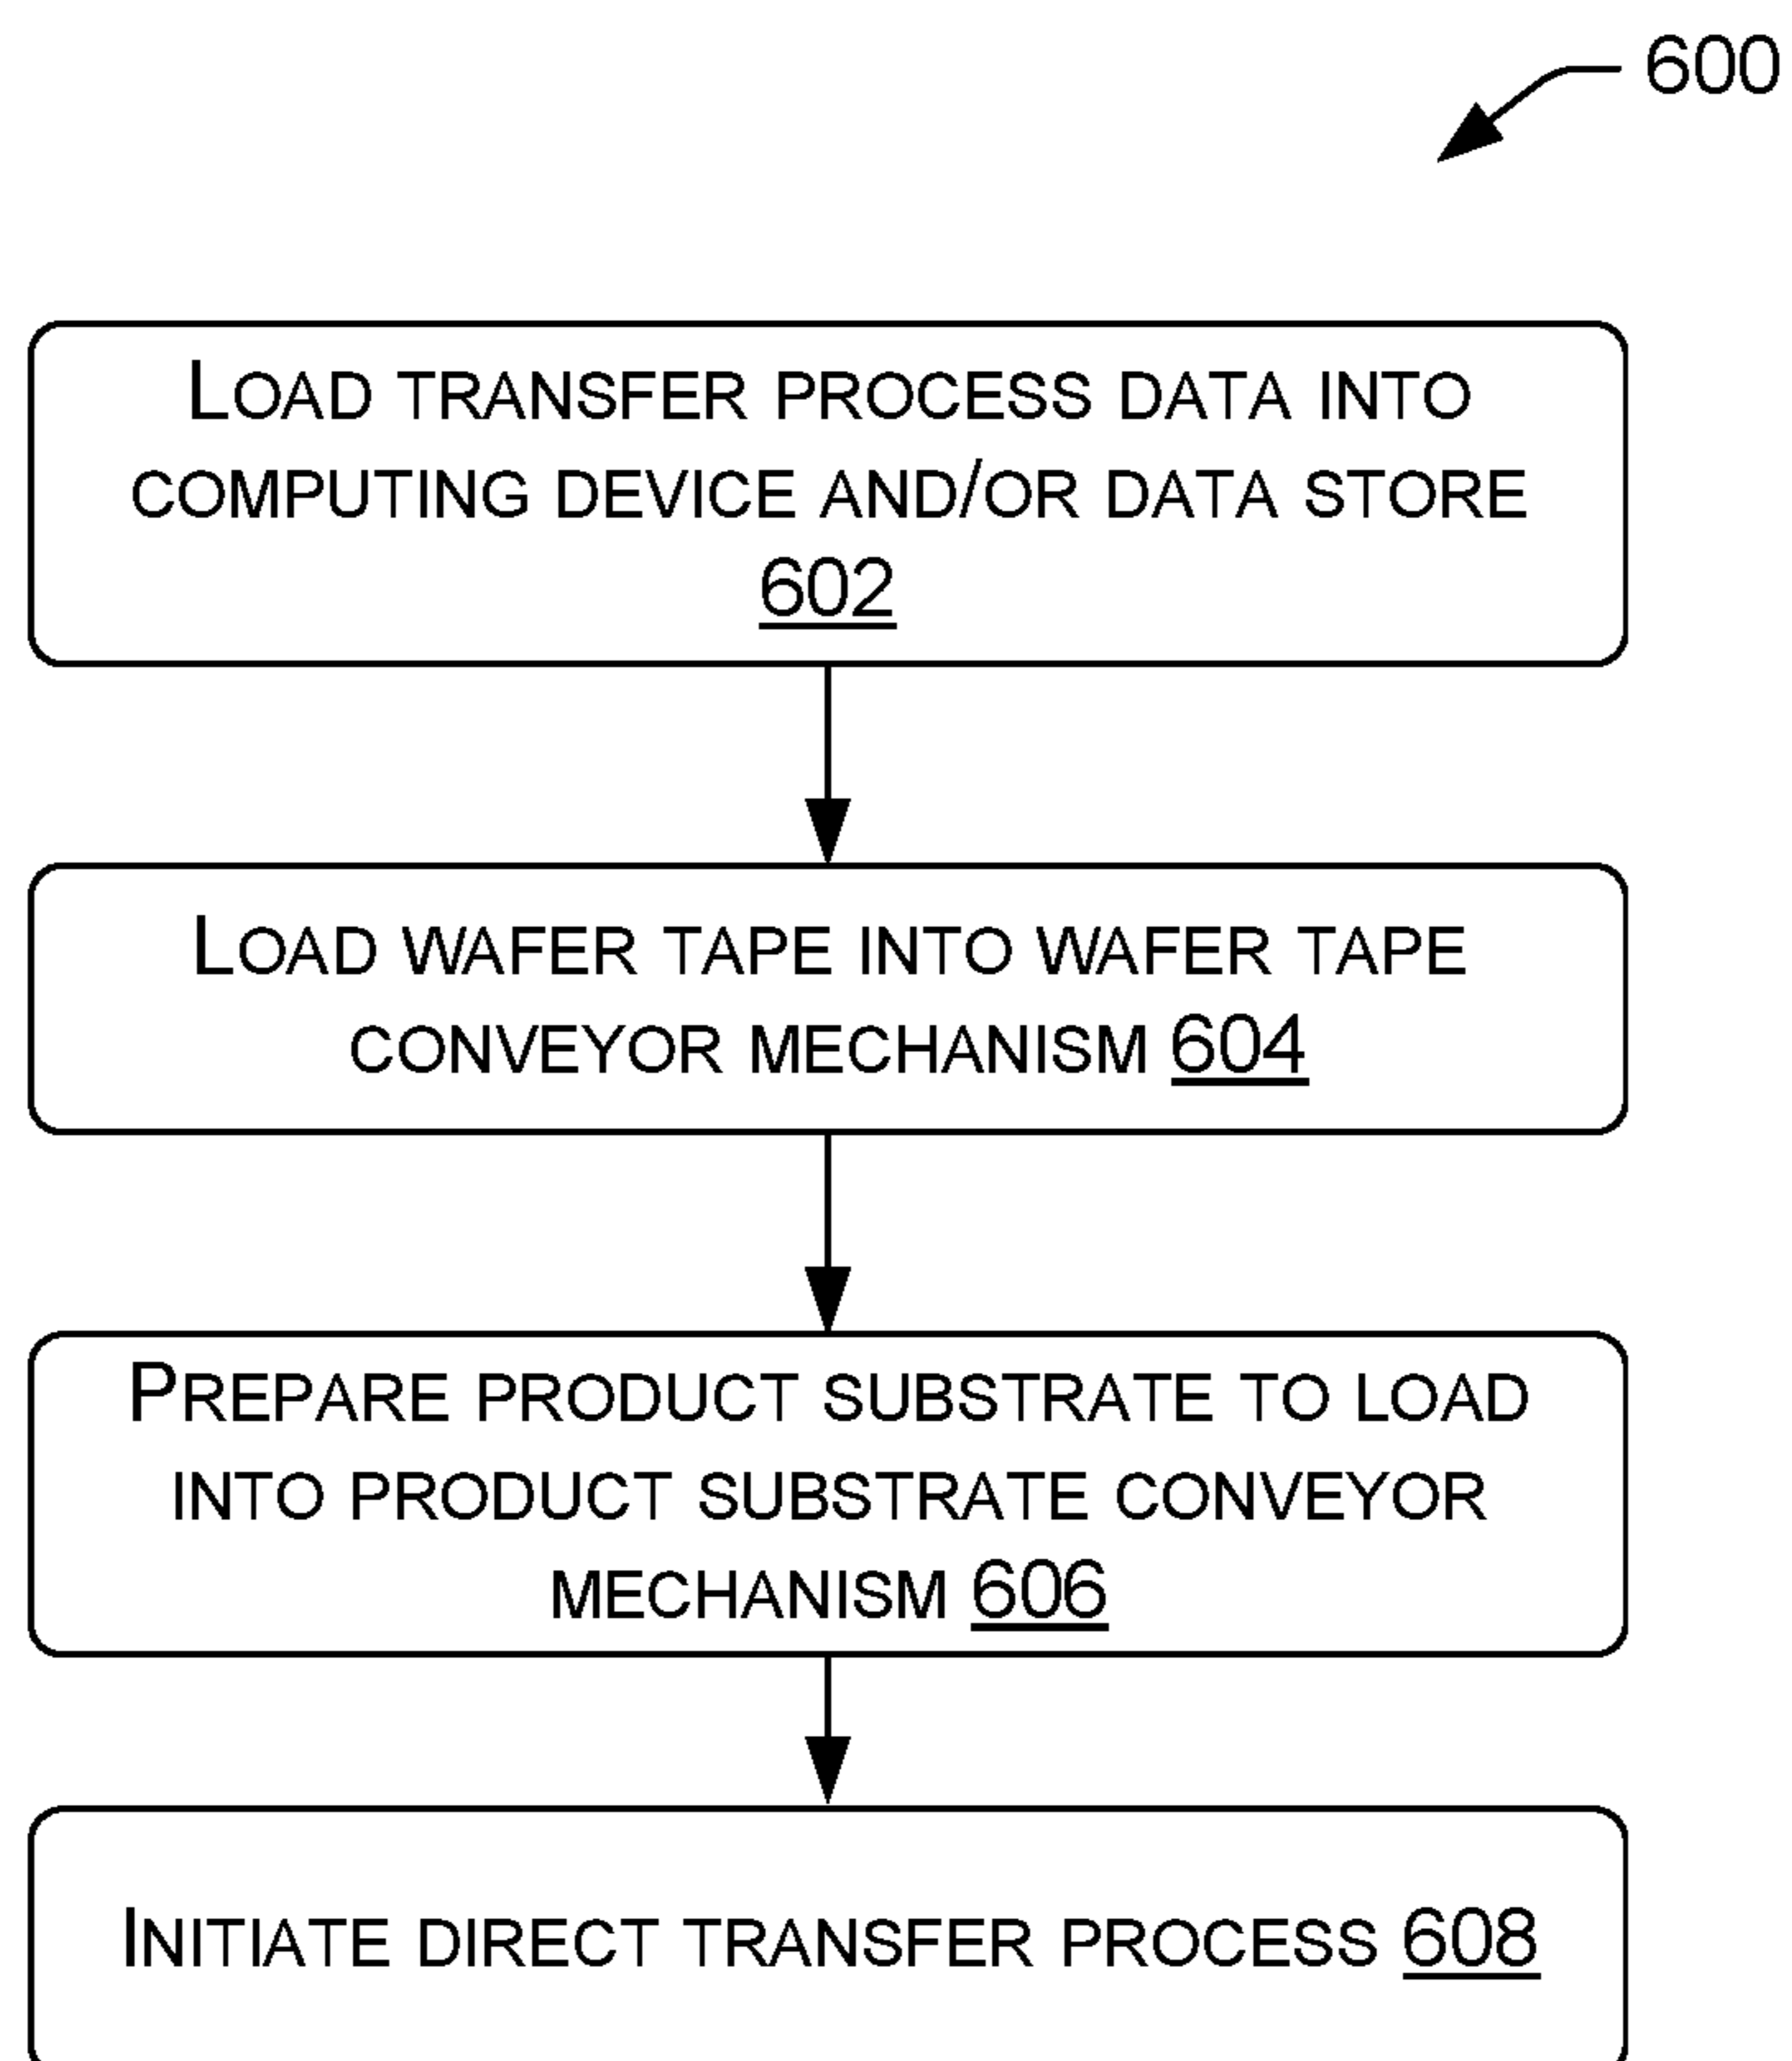 600
LOAD TRANSFER PROCESS DATA INTO
COMPUTING DEVICE AND/OR DATA STORE
602
LOAD WAFER TAPE INTO WAFER TAPE
CONVEYOR MECHANISM 604
PREPARE PRODUCT SUBSTRATE TO LOAD
INTO PRODUCT SUBSTRATE CONVEYOR
MECHANISM 606
INITIATE DIRECT TRANSFER PROCESS 608